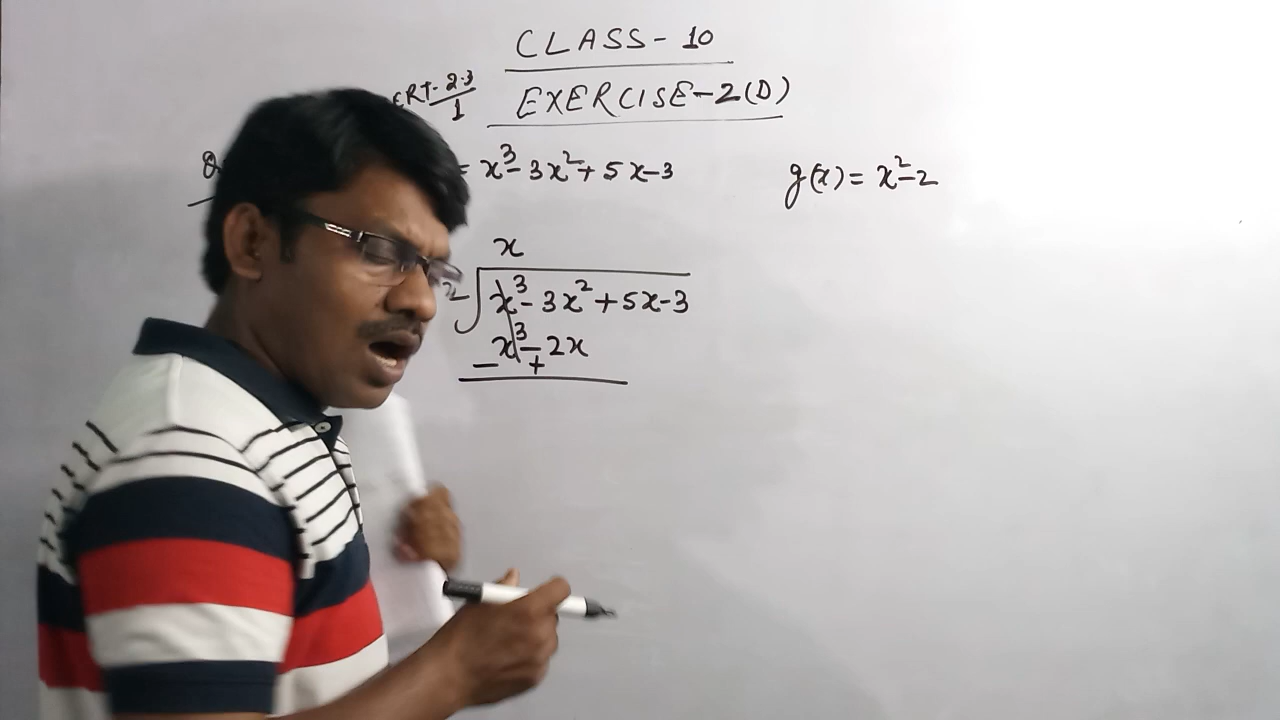 CLASS-10
ERT-2.3/1
EXERCISE-2(D)
= x³-3x²+5x-3 g(x)= x²-2
x
2 x³-3x²+5x-3
x³-2x
- +